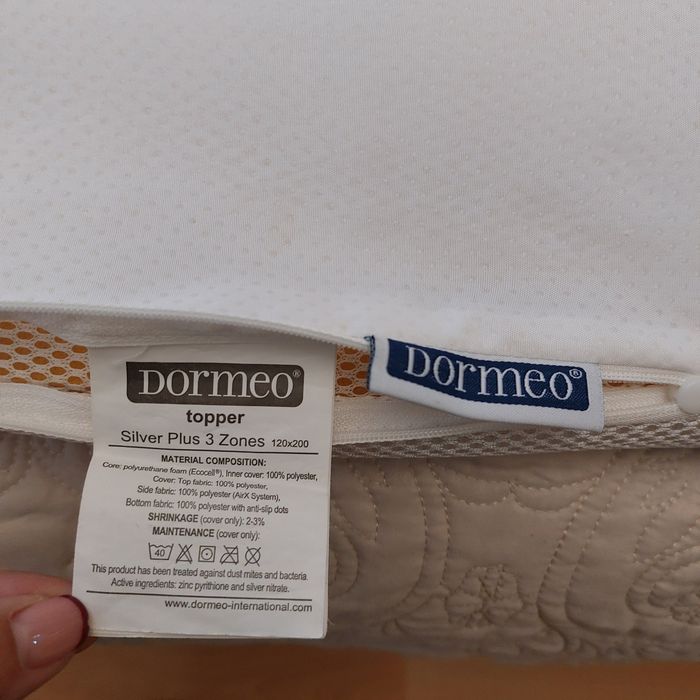 Dormeo®
Dormeo®
topper
Silver Plus 3 Zones 120x200
MATERIAL COMPOSITION:
Core: polyurethane foam (Ecocell®), Inner cover: 100% polyester,
Cover: Top fabric: 100% polyester,
Side fabric: 100% polyester (AirX System),
Bottom fabric: 100% polyester with anti-slip dots
SHRINKAGE (cover only): 2-3%
MAINTENANCE (cover only):
40
This product has been treated against dust mites and bacteria.
Active ingredients: zinc pyrithione and silver nitrate.
www.dormeo-international.com